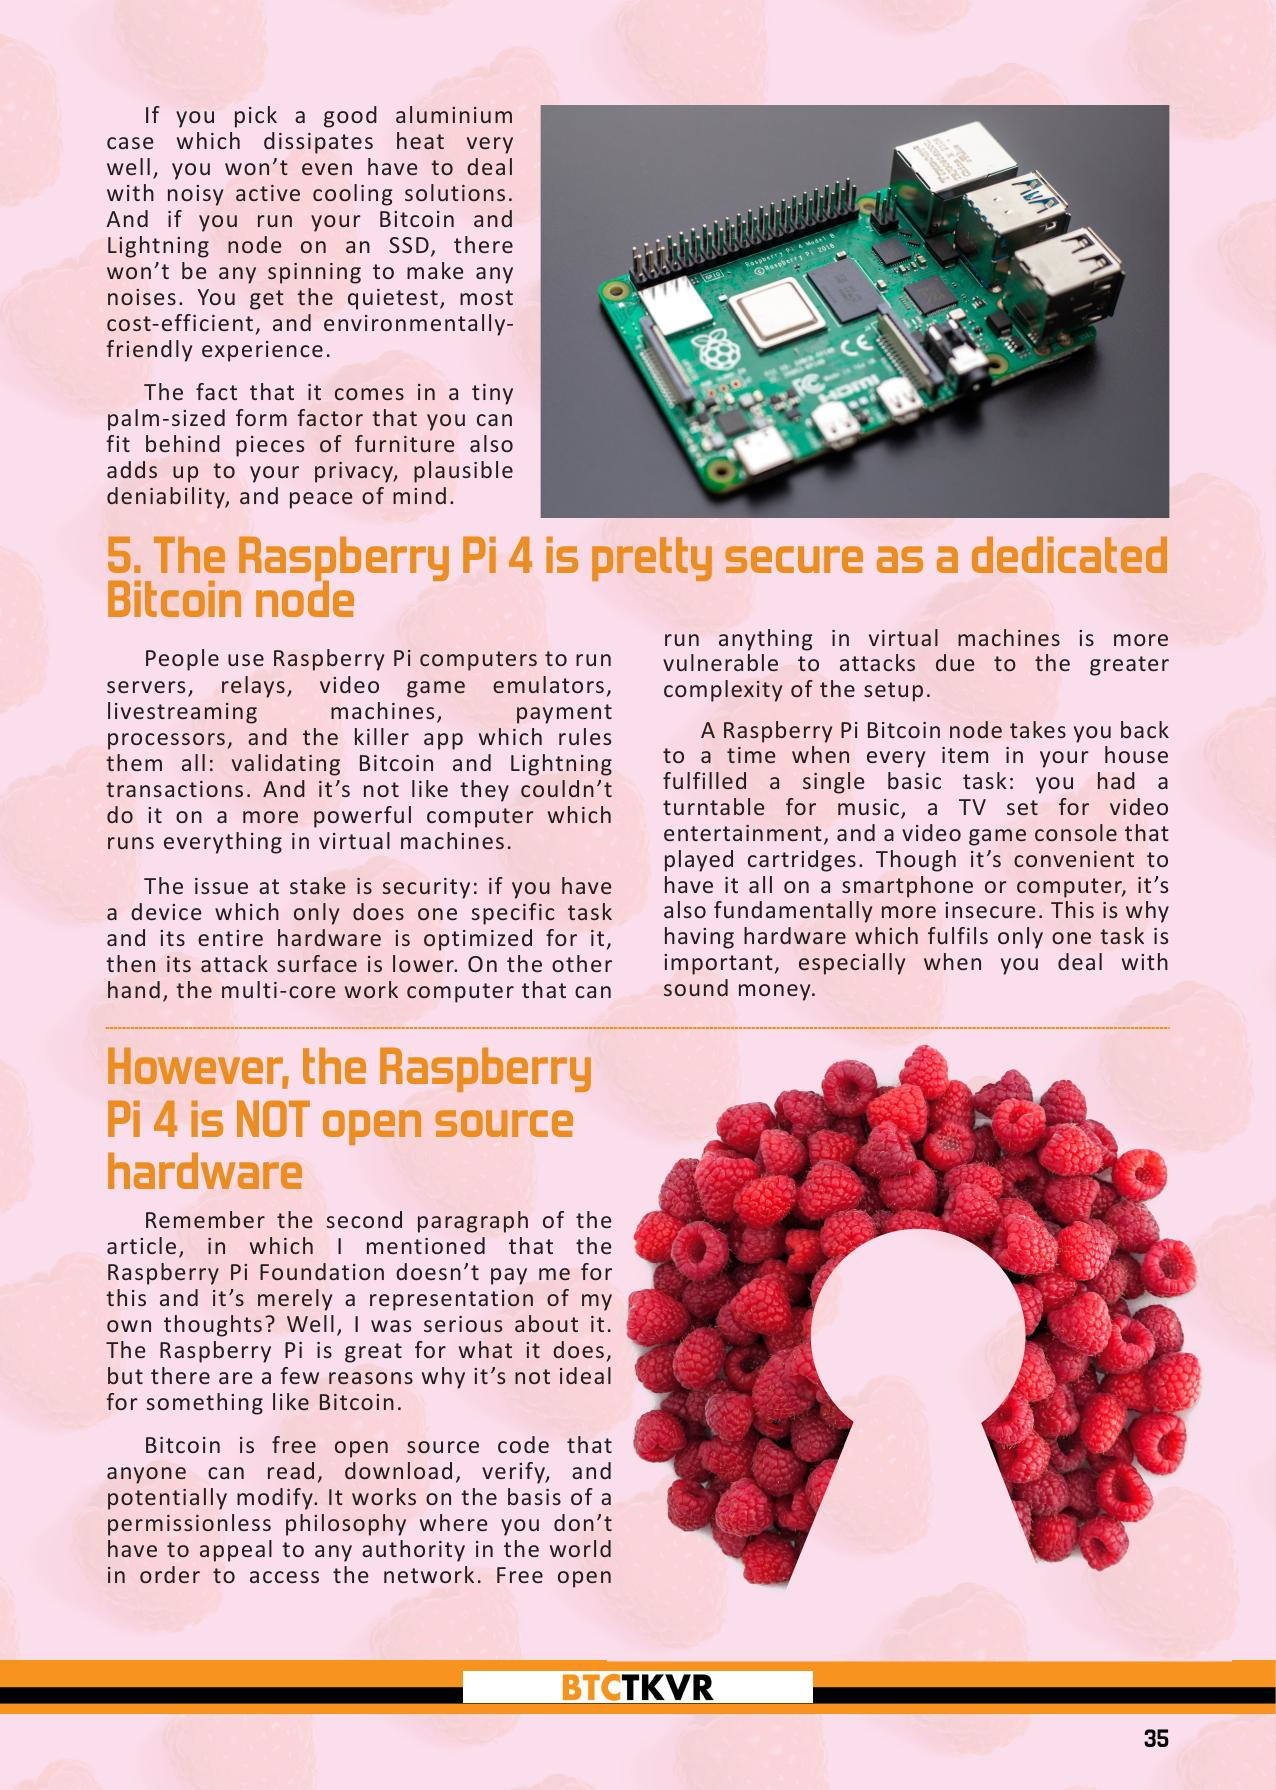 If you pick a good aluminium
case which dissipates heat very
well, you won’t even have to deal
with noisy active cooling solutions.
And if you run your Bitcoin and
Lightning node on an SSD, there
won’t be any spinning to make any
noises. You get the quietest, most
cost-efficient, and environmentally-
friendly experience.
The fact that it comes in a tiny
palm-sized form factor that you can
fit behind pieces of furniture also
adds up to your privacy, plausible
deniability, and peace of mind.
Raspberry Pi 4 Model B
©Raspberry Pi 2018
GPIO
CE
FC
HDMI
5. The Raspberry Pi 4 is pretty secure as a dedicated
Bitcoin node
People use Raspberry Pi computers to run
servers, relays, video game emulators,
livestreaming machines, payment
processors, and the killer app which rules
them all: validating Bitcoin and Lightning
transactions. And it’s not like they couldn’t
do it on a more powerful computer which
runs everything in virtual machines.
The issue at stake is security: if you have
a device which only does one specific task
and its entire hardware is optimized for it,
then its attack surface is lower. On the other
hand, the multi-core work computer that can
run anything in virtual machines is more
vulnerable to attacks due to the greater
complexity of the setup.
A Raspberry Pi Bitcoin node takes you back
to a time when every item in your house
fulfilled a single basic task: you had a
turntable for music, a TV set for video
entertainment, and a video game console that
played cartridges. Though it’s convenient to
have it all on a smartphone or computer, it’s
also fundamentally more insecure. This is why
having hardware which fulfils only one task is
important, especially when you deal with
sound money.
However, the Raspberry
Pi 4 is NOT open source
hardware
Remember the second paragraph of the
article, in which I mentioned that the
Raspberry Pi Foundation doesn’t pay me for
this and it’s merely a representation of my
own thoughts? Well, I was serious about it.
The Raspberry Pi is great for what it does,
but there are a few reasons why it’s not ideal
for something like Bitcoin.
Bitcoin is free open source code that
anyone can read, download, verify, and
potentially modify. It works on the basis of a
permissionless philosophy where you don’t
have to appeal to any authority in the world
in order to access the network. Free open
BTCTKVR
35